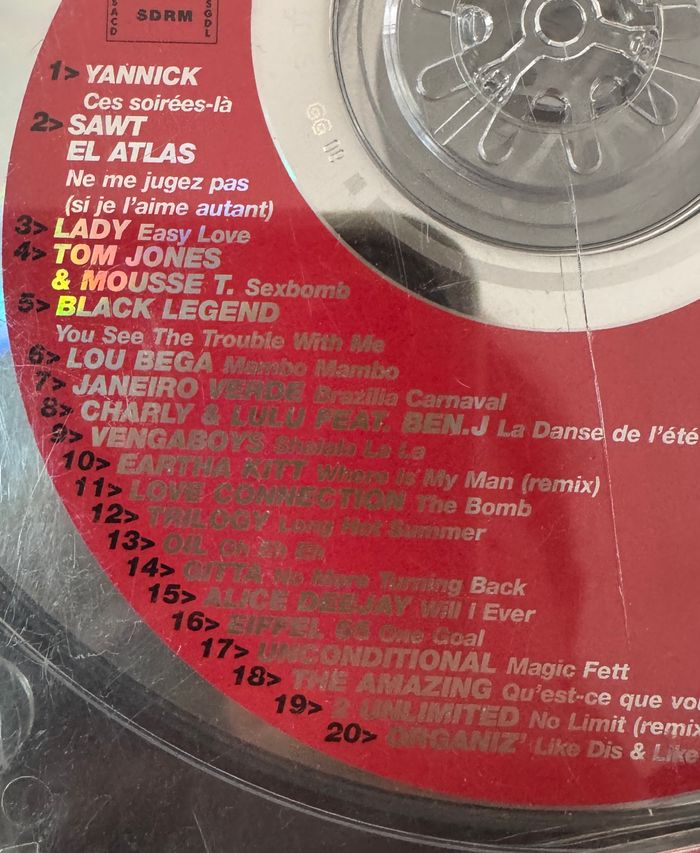 SACD
SDRM
SGDL
GG III
1> YANNICK
Ces soirées-là
2> SAWT
EL ATLAS
Ne me jugez pas
(si je l'aime autant)
3> LADY Easy Love
4> TOM JONES
& MOUSSE T. Sexbomb
5> BLACK LEGEND
You See The Trouble With Me
6> LOU BEGA Mambo Mambo
7> JANEIRO VERDE Brazilia Carnaval
8> CHARLY & LULU FEAT. BEN.J La Danse de l'été
9> VENGABOYS Shalala La La
10> EARTHA KITT Where Is My Man (remix)
11> LOVE CONNECTION The Bomb
12> TRILOGY Long Hot Summer
13> OIL Oh Eh Eh
14> GITTA No More Turning Back
15> ALICE DEEJAY Will I Ever
16> EIFFEL 65 One Goal
17> UNCONDITIONAL Magic Fett
18> THE AMAZING Qu'est-ce que
19> 2 UNLIMITED No Limit (remix
20> ORGANIZ' Like Dis & Like